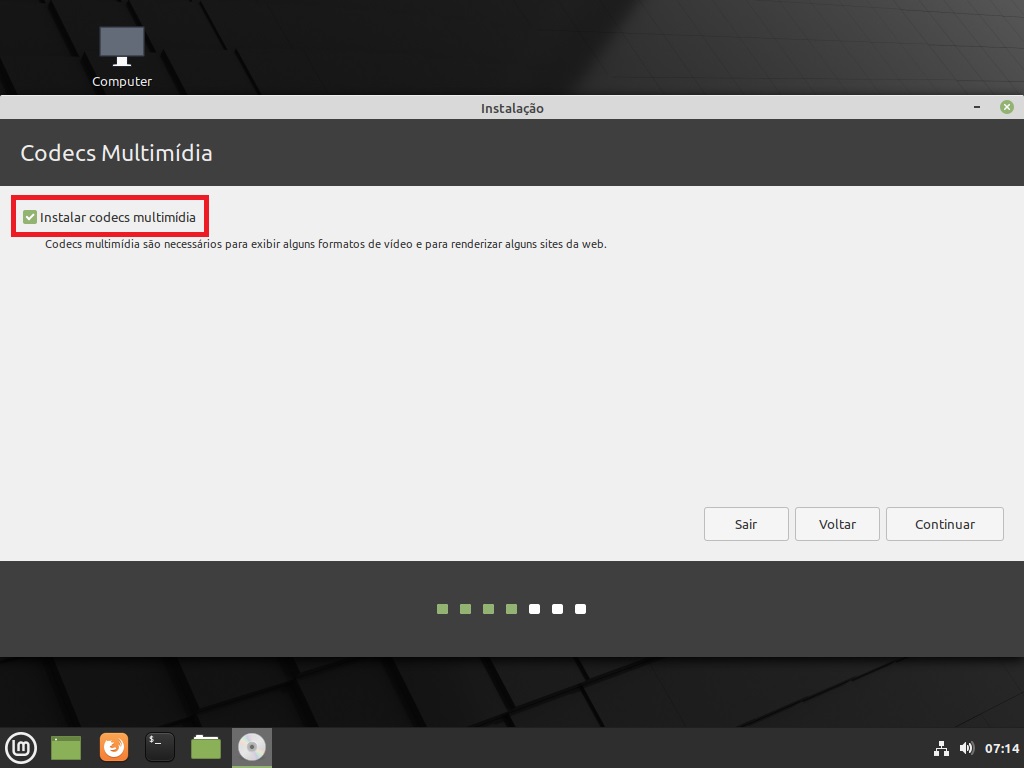 Computer
Instalação
Codecs Multimídia
Instalar codecs multimídia
Codecs multimídia são necessários para exibir alguns formatos de vídeo e para renderizar alguns sites da web.
Sair
Voltar
Continuar
$_
07:14